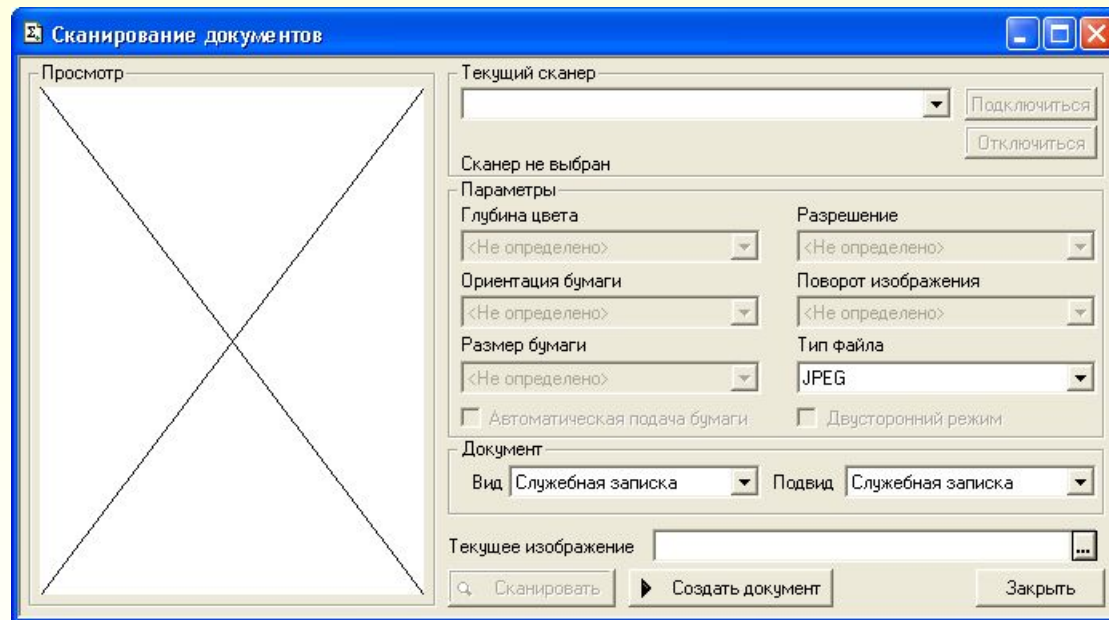 Сканирование документов
Просмотр
Текущий сканер
Подключиться
Отключиться
Сканер не выбран
Параметры
Глубина цвета Разрешение
<Не определено> <Не определено>
Ориентация бумаги Поворот изображения
<Не определено> <Не определено>
Размер бумаги Тип файла
<Не определено> JPEG
Автоматическая подача бумаги Двусторонний режим
Документ
Вид Служебная записка Подвид Служебная записка
Текущее изображение ...
Сканировать Создать документ Закрыть